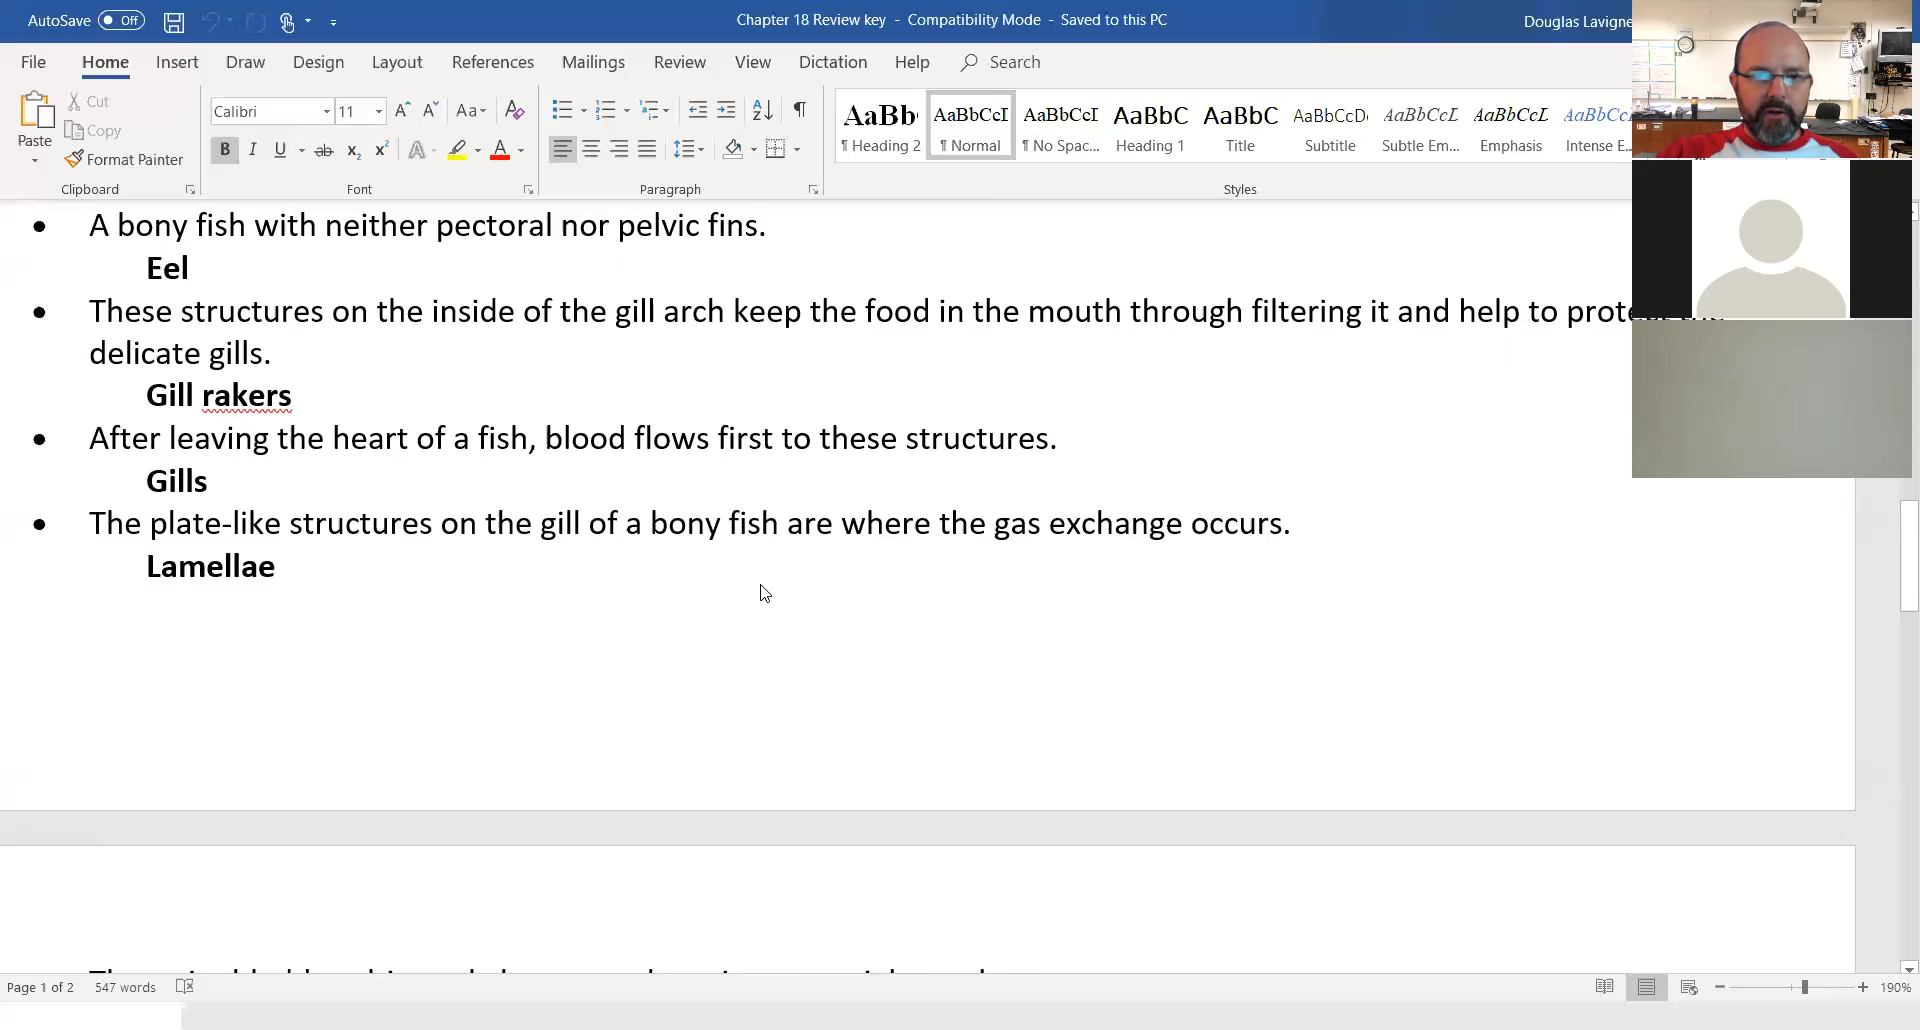 AutoSave Off Chapter 18 Review key - Compatibility Mode - Saved to this PC Douglas Lavigne
File Home Insert Draw Design Layout References Mailings Review View Dictation Help Search
Paste Cut Copy Format Painter
Calibri 11
AaBb AaBbCcI AaBbCcI AaBbC AaBbC AaBbCcD AaBbCcL AaBbCcL AaBbCc
¶ Heading 2 ¶ Normal ¶ No Spac... Heading 1 Title Subtitle Subtle Em... Emphasis Intense E...
Clipboard Font Paragraph Styles
• A bony fish with neither pectoral nor pelvic fins.
Eel
• These structures on the inside of the gill arch keep the food in the mouth through filtering it and help to
delicate gills.
Gill rakers
• After leaving the heart of a fish, blood flows first to these structures.
Gills
• The plate-like structures on the gill of a bony fish are where the gas exchange occurs.
Lamellae
Page 1 of 2 547 words 190%